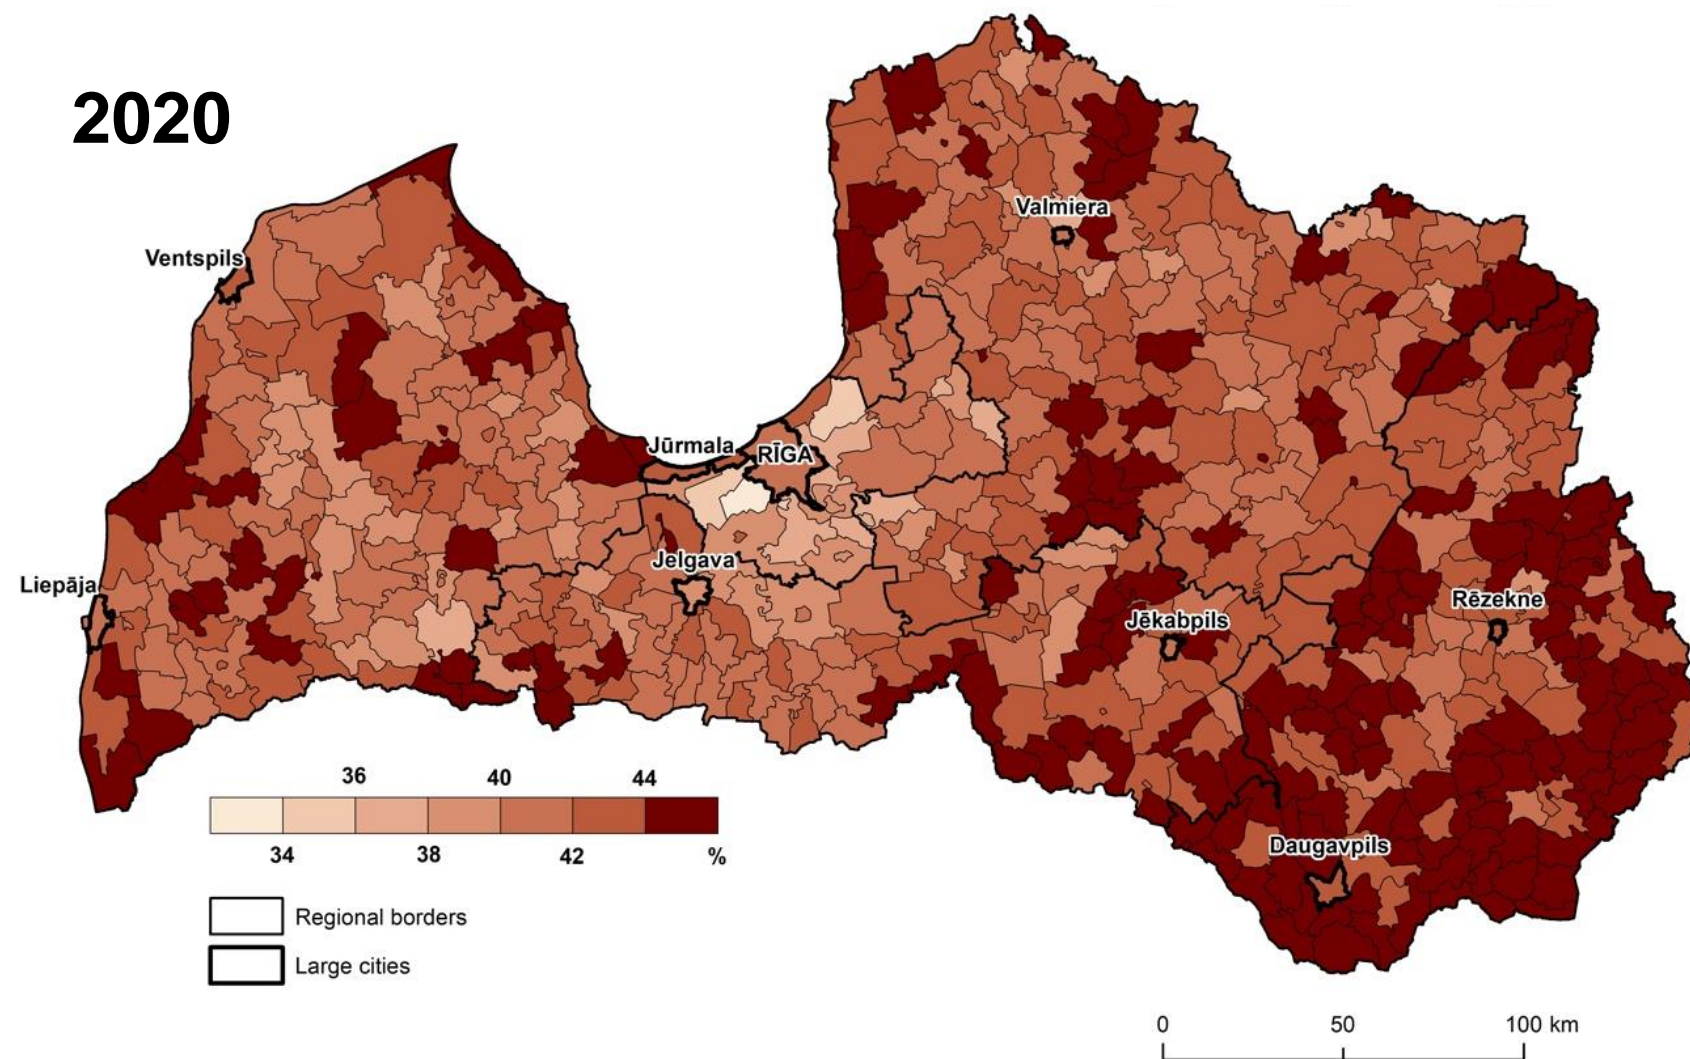 2020
Valmiera
Ventspils
Jūrmala
RĪGA
Jelgava
Liepāja
Rēzekne
Jēkabpils
36 40 44
34 38 42 %
Daugavpils
Regional borders
Large cities
0 50 100 km